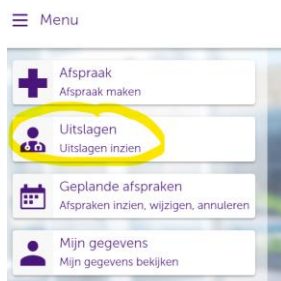 Menu
Afspraak
Afspraak maken
Uitslagen
Uitslagen inzien
Geplande afspraken
Afspraken inzien, wijzigen, annuleren
Mijn gegevens
Mijn gegevens bekijken